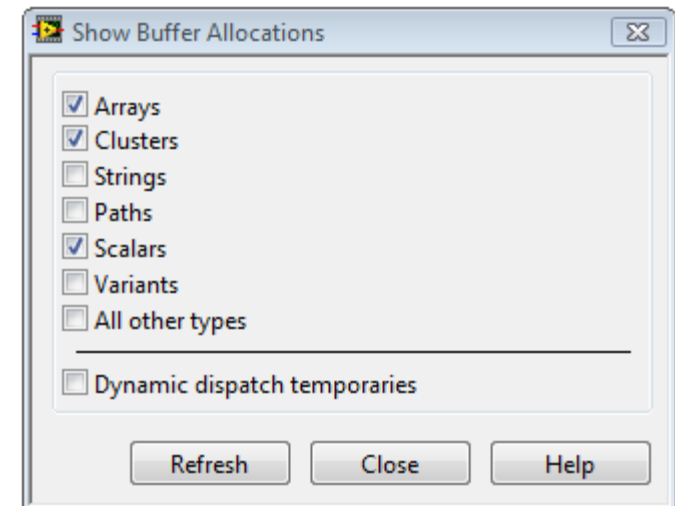 Show Buffer Allocations
Arrays
Clusters
Strings
Paths
Scalars
Variants
All other types
Dynamic dispatch temporaries
Refresh Close Help